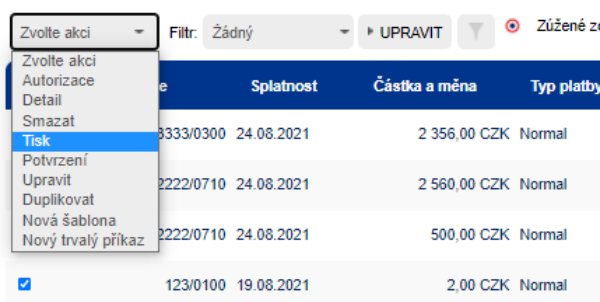 Zvolte akci Filtr: Žádný UPRAVIT Zúžené
Zvolte akci
Autorizace
Detail
Smazat
Tisk
Potvrzení
Upravit
Duplikovat
Nová šablona
Nový trvalý příkaz
Splatnost Částka a měna Typ platby
3333/0300 24.08.2021 2 356,00 CZK Normal
2222/0710 24.08.2021 2 560,00 CZK Normal
2222/0710 24.08.2021 500,00 CZK Normal
123/0100 19.08.2021 2,00 CZK Normal